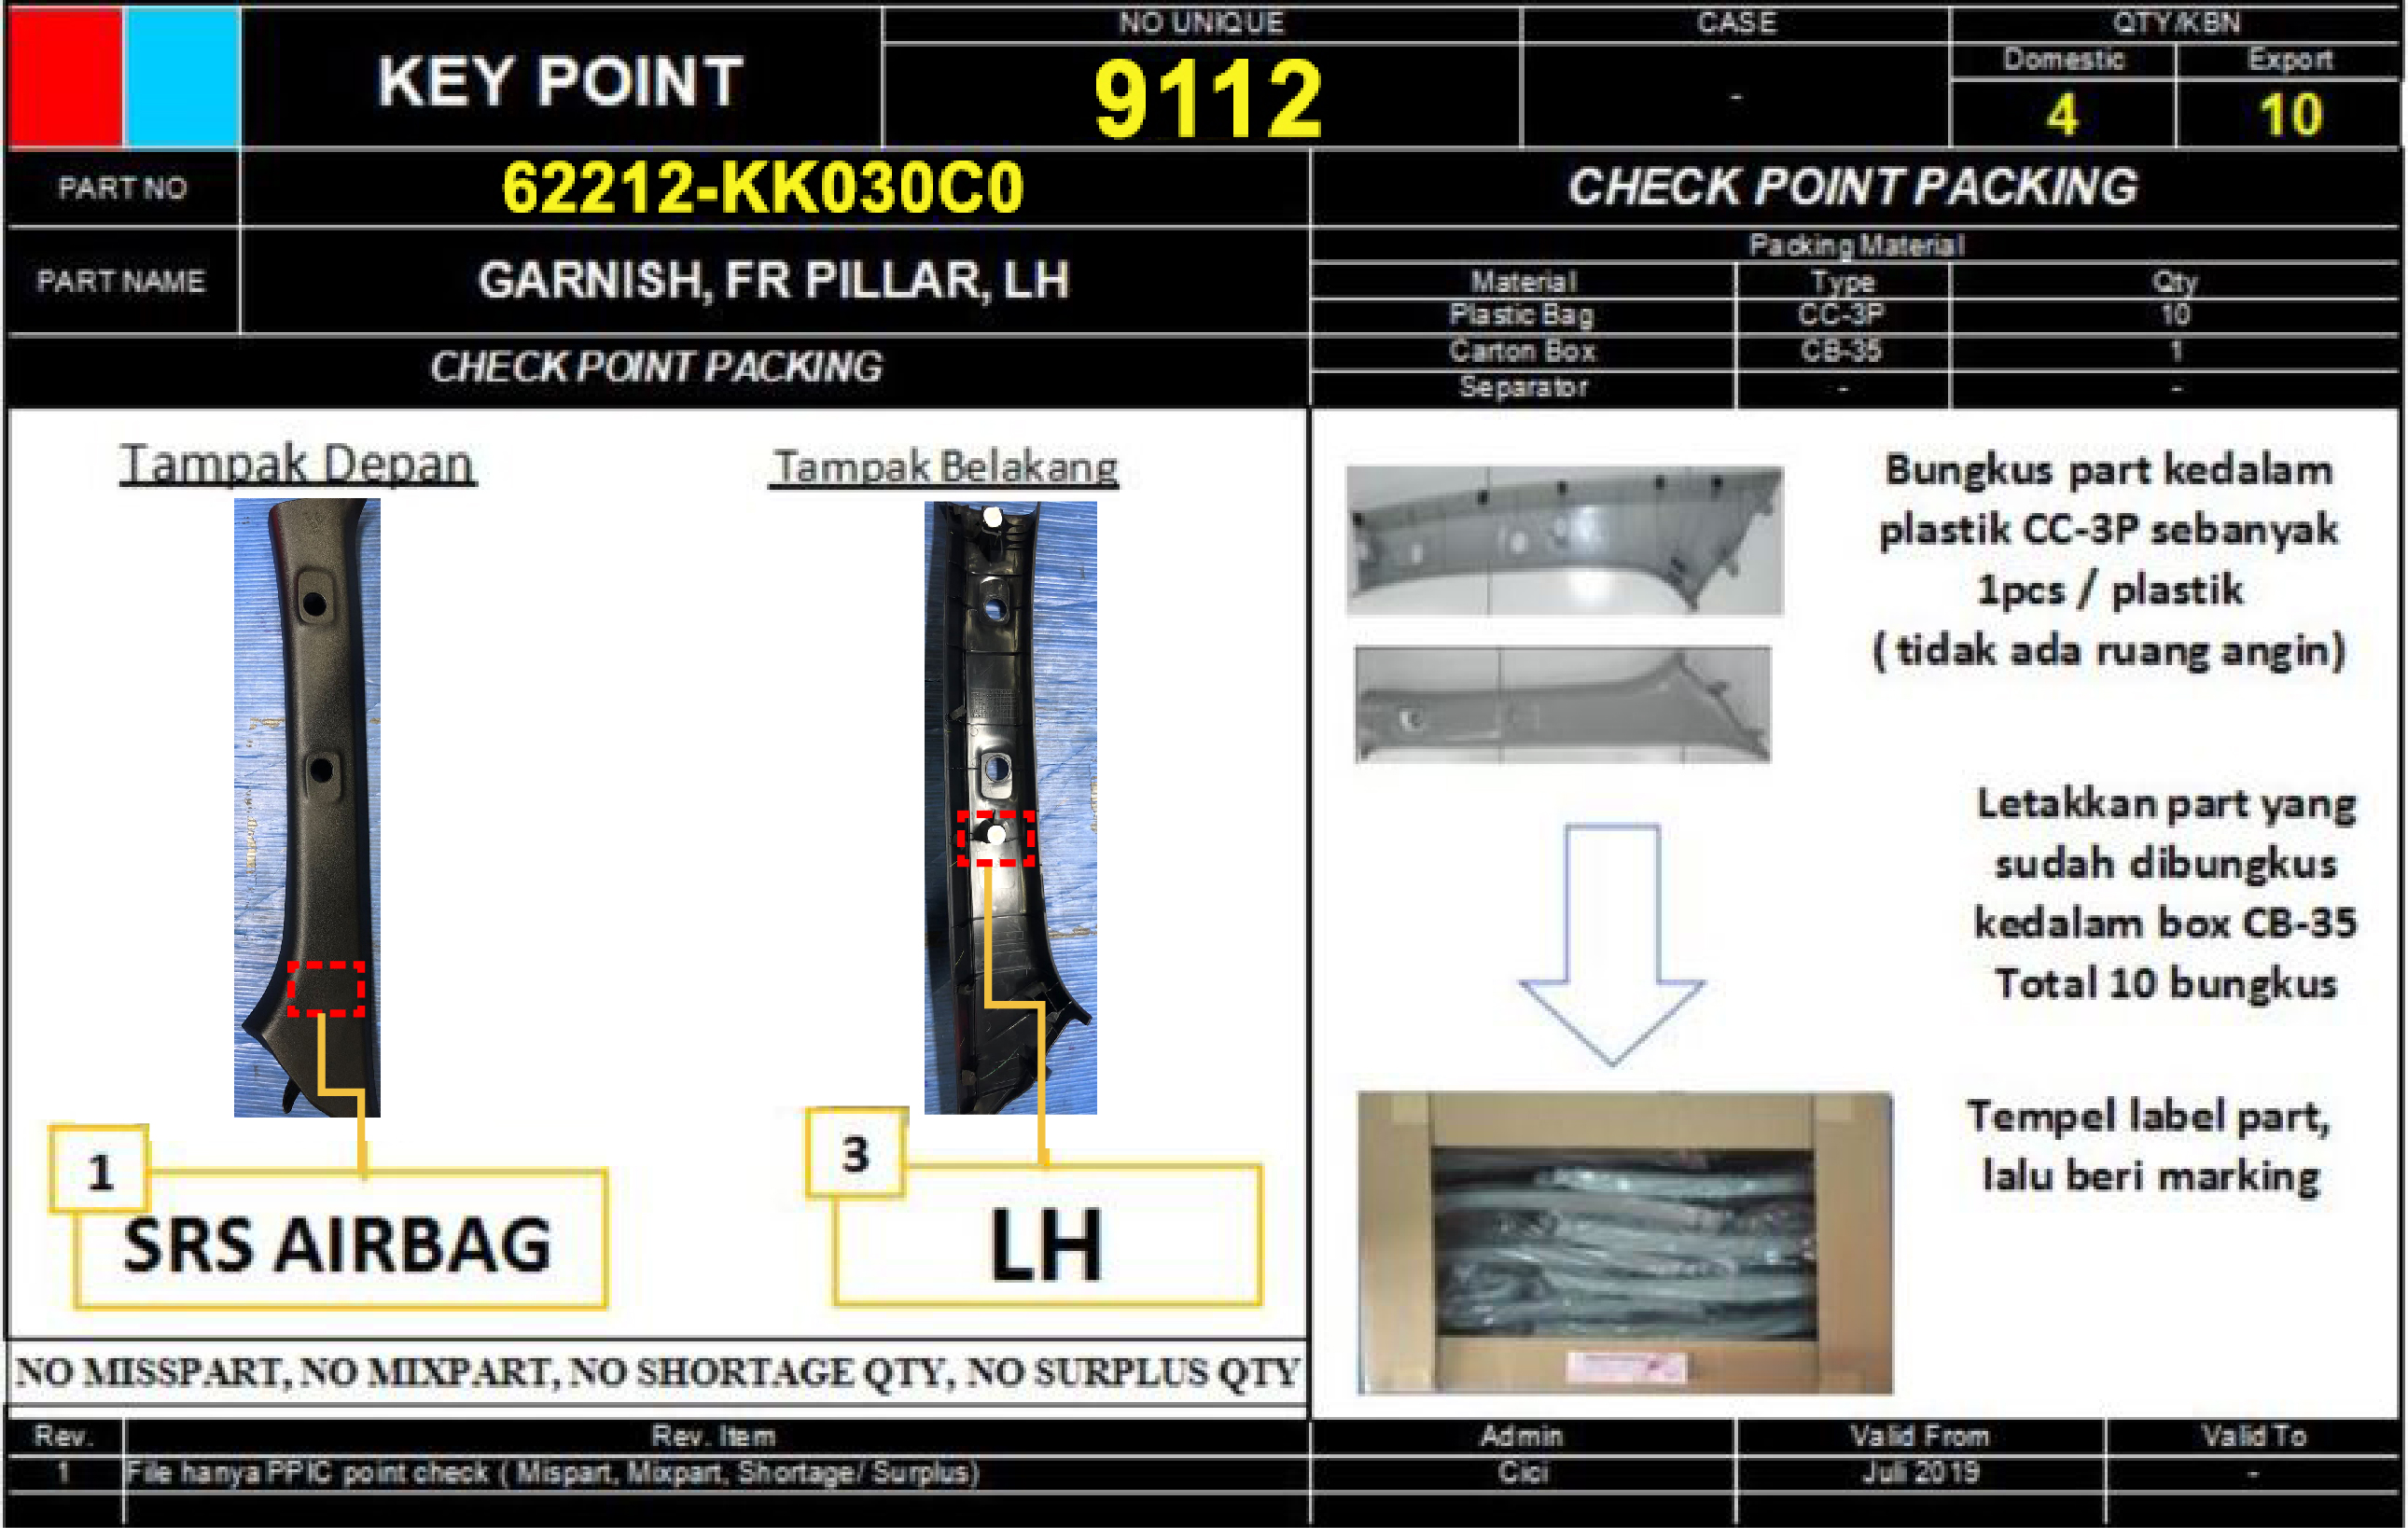 KEY POINT
NO UNIQUE
9112
CASE
-
QTY/KBN
Domestic
Export
4
10
PART NO
62212-KK030C0
PART NAME
GARNISH, FR PILLAR, LH
CHECK POINT PACKING
CHECK POINT PACKING
Packing Material
Material Type Qty
Plastic Bag CC-3P 10
Carton Box CB-35 1
Separator - -
Tampak Depan
Tampak Belakang
1
SRS AIRBAG
3
LH
Bungkus part kedalam
plastik CC-3P sebanyak
1pcs / plastik
( tidak ada ruang angin)
Letakkan part yang
sudah dibungkus
kedalam box CB-35
Total 10 bungkus
Tempel label part,
lalu beri marking
NO MISSPART, NO MIXPART, NO SHORTAGE QTY, NO SURPLUS QTY
Rev. Rev. Item Admin Valid From Valid To
1 File hanya PPIC point check ( Mispart, Mixpart, Shortage/ Surplus) Cici Juli 2019 -